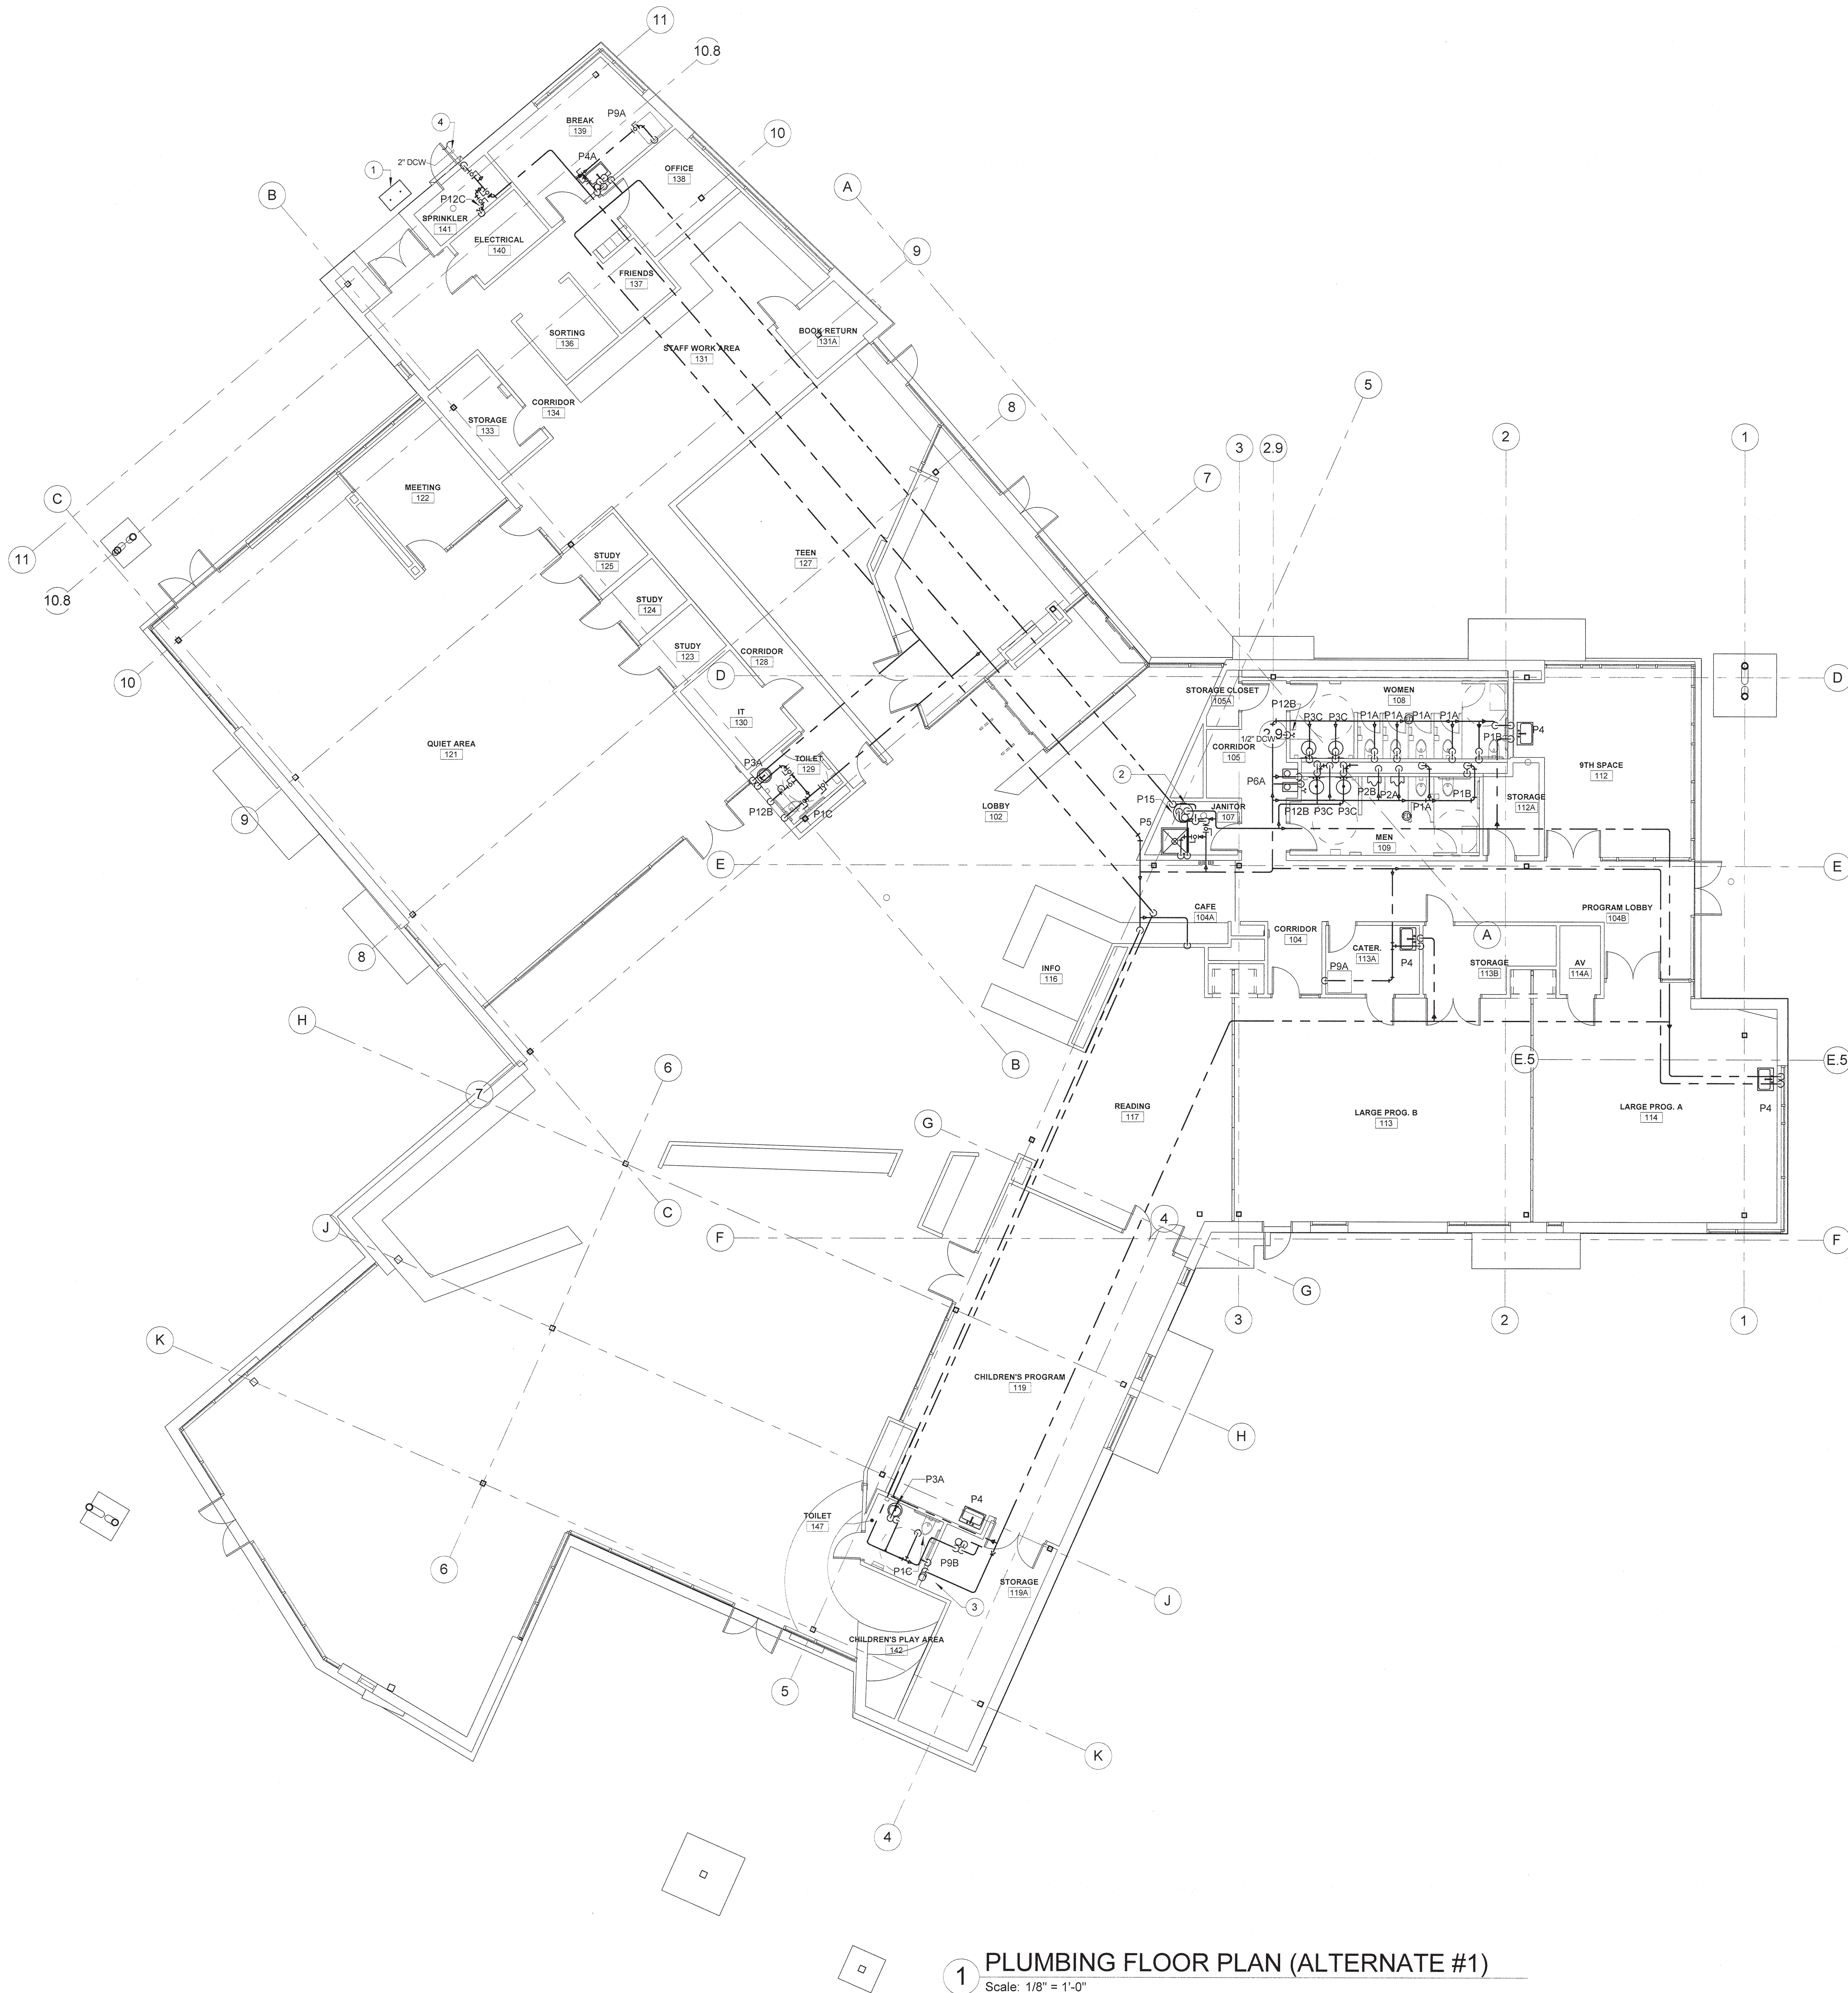 11
10.8
P9A
BREAK
139
4
10
2" DCW
P4A
1
OFFICE
138
A
B
P12C
SPRINKLER
141
ELECTRICAL
140
9
FRIENDS
137
SORTING
136
BOOK RETURN
131A
STAFF WORK AREA
131
5
CORRIDOR
134
8
STORAGE
133
3
2.9
2
1
MEETING
122
7
C
11
TEEN
127
STUDY
125
10.8
STUDY
124
STUDY
123
CORRIDOR
128
10
D
D
STORAGE CLOSET
105A
WOMEN
108
IT
130
P12B
P3C
P3C
P1A
P1A
P1A
P1A
P4
2.9
1/2" DCW
P1B
QUIET AREA
121
CORRIDOR
105
TOILET
129
P3A
9TH SPACE
112
2
P6A
P2B
P2A
P1B
STORAGE
112A
P15
JANITOR
107
P12B
P3C
P3C
P1A
LOBBY
102
P12B
P1C
9
P5
MEN
109
E
E
CAFE
104A
PROGRAM LOBBY
104B
CORRIDOR
104
A
CATER.
113A
P4
STORAGE
113B
AV
114A
8
INFO
116
P9A
H
B
E.5
E.5
6
7
READING
117
LARGE PROG. B
113
LARGE PROG. A
114
P4
G
J
C
4
F
F
G
K
3
2
1
CHILDREN'S PROGRAM
119
H
P3A
P4
TOILET
147
6
P1C
P9B
STORAGE
119A
J
3
CHILDREN'S PLAY AREA
142
5
K
4
1
PLUMBING FLOOR PLAN (ALTERNATE #1)
Scale: 1/8" = 1'-0"